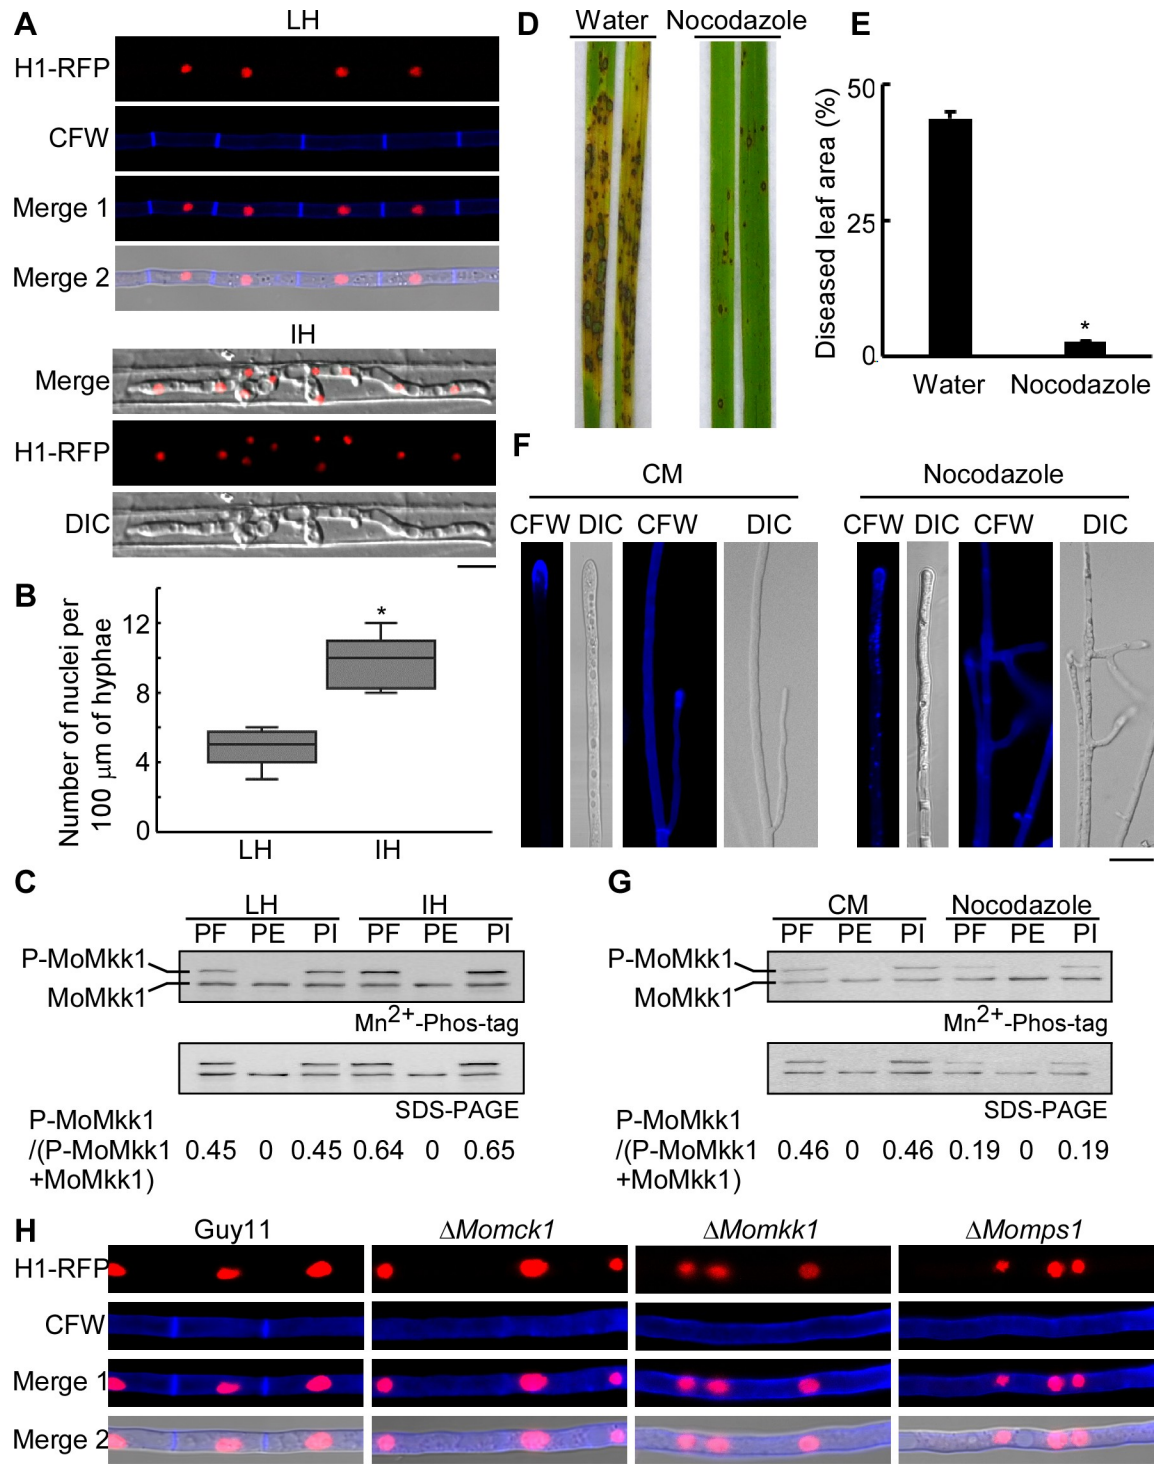 A
LH
H1-RFP
CFW
Merge 1
Merge 2
IH
Merge
H1-RFP
DIC
B
Number of nuclei per
100 μm of hyphae
12
8
4
0
LH IH
*
C
LH IH
PF PE PI PF PE PI
P-MoMkk1
MoMkk1
Mn2+-Phos-tag
SDS-PAGE
P-MoMkk1
/(P-MoMkk1 0.45 0 0.45 0.64 0 0.65
+MoMkk1)
D
Water Nocodazole
E
Diseased leaf area (%)
50
25
0
*
Water Nocodazole
F
CM Nocodazole
CFW DIC CFW DIC CFW DIC CFW DIC
G
CM Nocodazole
PF PE PI PF PE PI
P-MoMkk1
MoMkk1
Mn2+-Phos-tag
SDS-PAGE
P-MoMkk1
/(P-MoMkk1 0.46 0 0.46 0.19 0 0.19
+MoMkk1)
H
Guy11 ΔMomck1 ΔMomkk1 ΔMomps1
H1-RFP
CFW
Merge 1
Merge 2